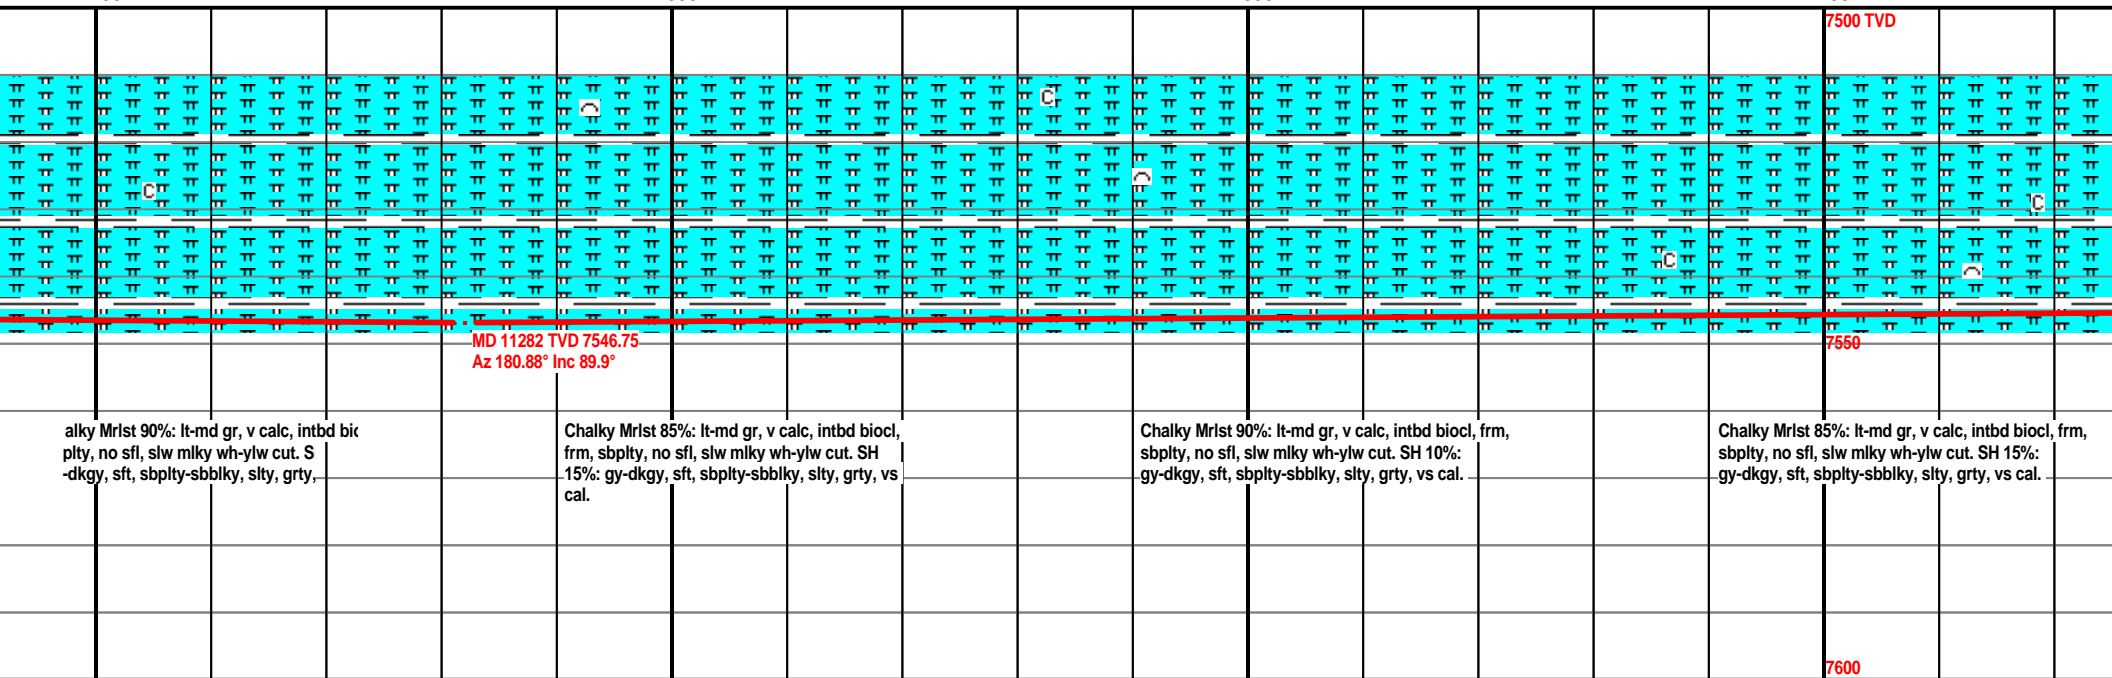 7500 TVD
C
C
C
C
MD 11282 TVD 7546.75
Az 180.88° Inc 89.9°
7550
alky Mrlst 90%: lt-md gr, v calc, intbd bio
plty, no sfl, slw mlky wh-ylw cut. S
-dkgy, sft, sbplty-sbblky, slty, grty,
Chalky Mrlst 85%: lt-md gr, v calc, intbd biocl,
frm, sbplty, no sfl, slw mlky wh-ylw cut. SH
15%: gy-dkgy, sft, sbplty-sbblky, slty, grty, vs
cal.
Chalky Mrlst 90%: lt-md gr, v calc, intbd biocl, frm,
sbplty, no sfl, slw mlky wh-ylw cut. SH 10%:
gy-dkgy, sft, sbplty-sbblky, slty, grty, vs cal.
Chalky Mrlst 85%: lt-md gr, v calc, intbd biocl, frm,
sbplty, no sfl, slw mlky wh-ylw cut. SH 15%:
gy-dkgy, sft, sbplty-sbblky, slty, grty, vs cal.
7600